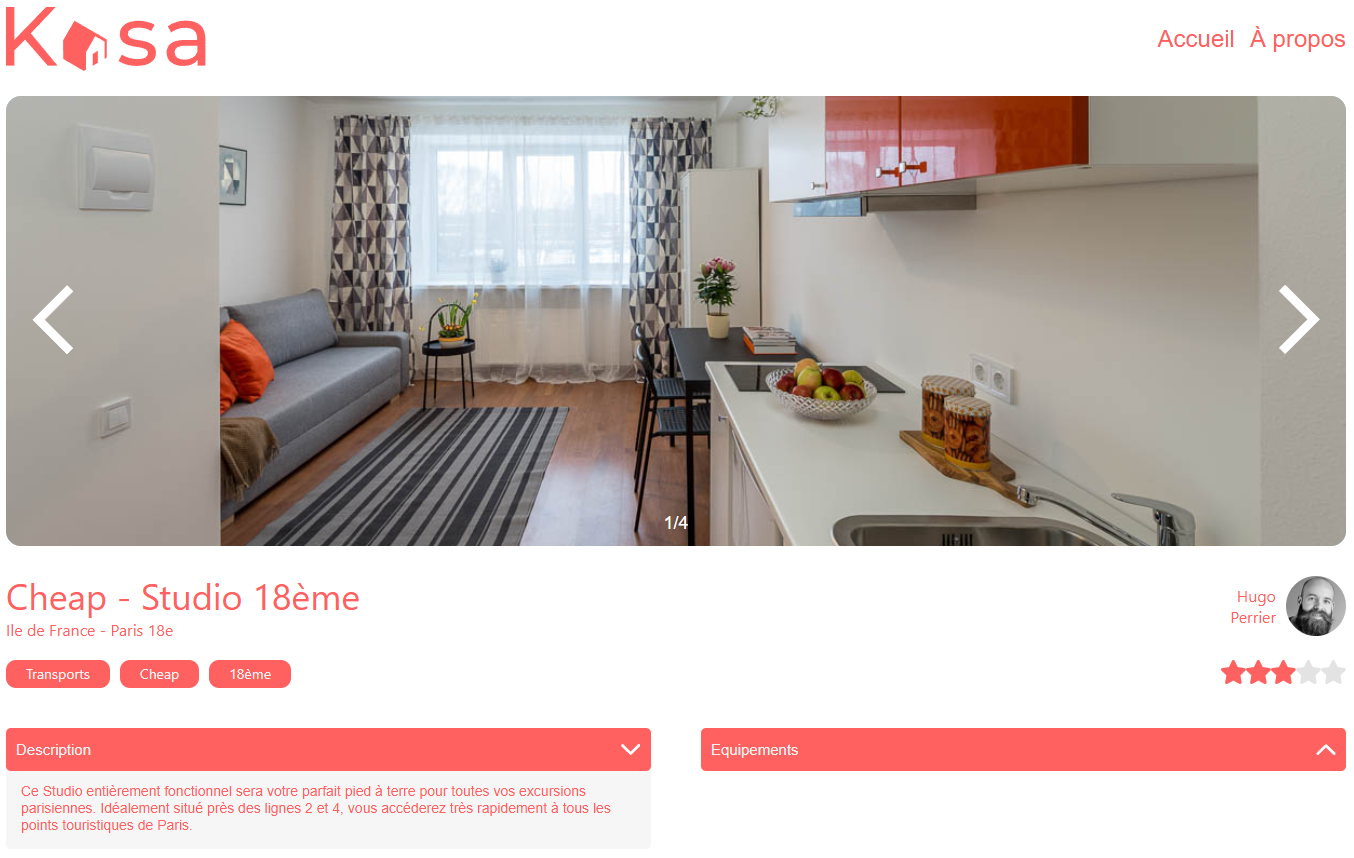 Kasa
Accueil À propos
1/4
Cheap - Studio 18ème
Ile de France - Paris 18e
Hugo
Perrier
Transports Cheap 18ème
Description
Equipements
Ce Studio entièrement fonctionnel sera votre parfait pied à terre pour toutes vos excursions
parisiennes. Idéalement situé près des lignes 2 et 4, vous accéderez très rapidement à tous les
points touristiques de Paris.